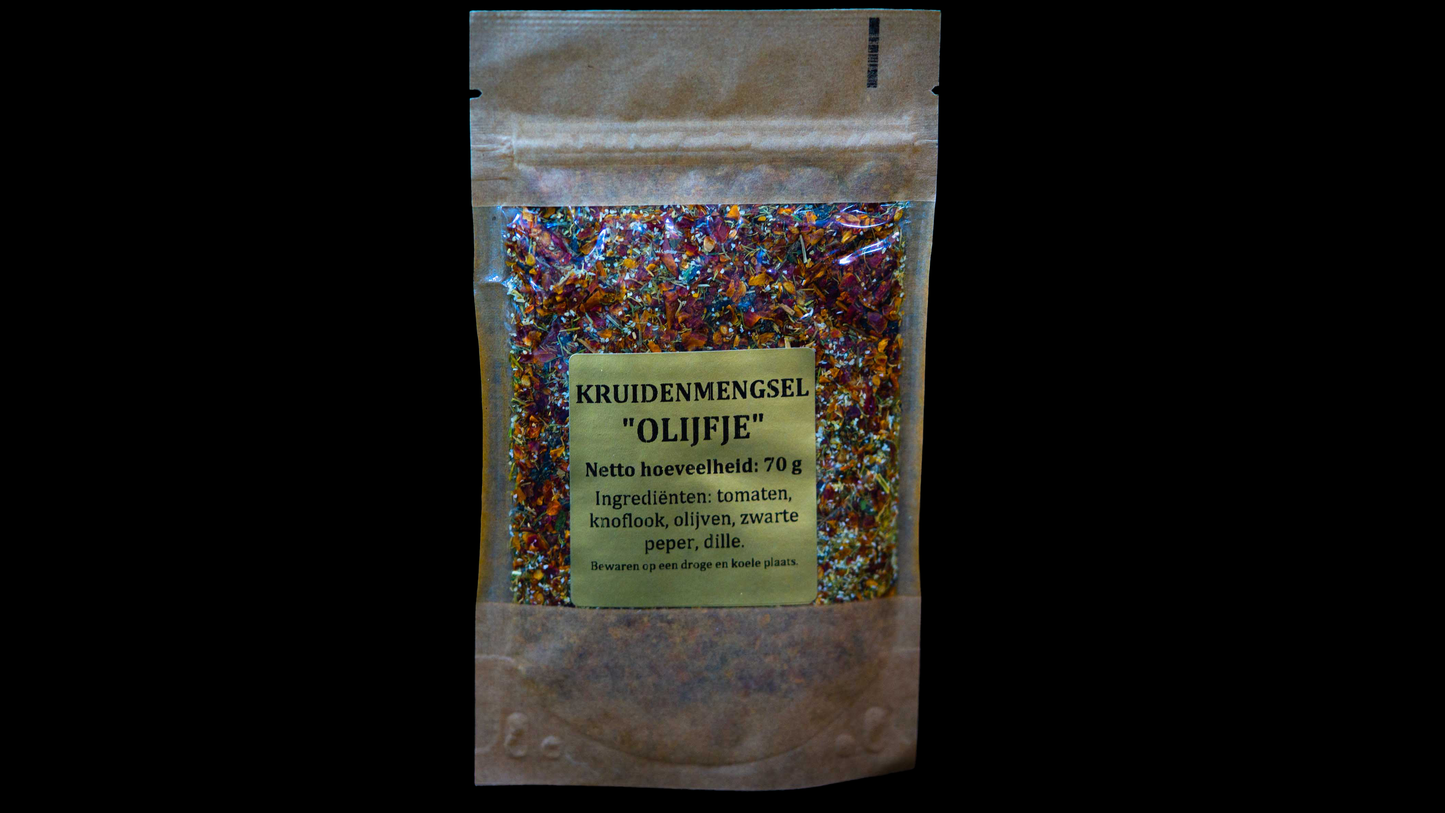 KRUIDENMENGSEL
"OLIJFJE"
Netto hoeveelheid: 70 g
Ingrediënten: tomaten,
knoflook, olijven, zwarte
peper, dille.
Bewaren op een droge en koele plaats.